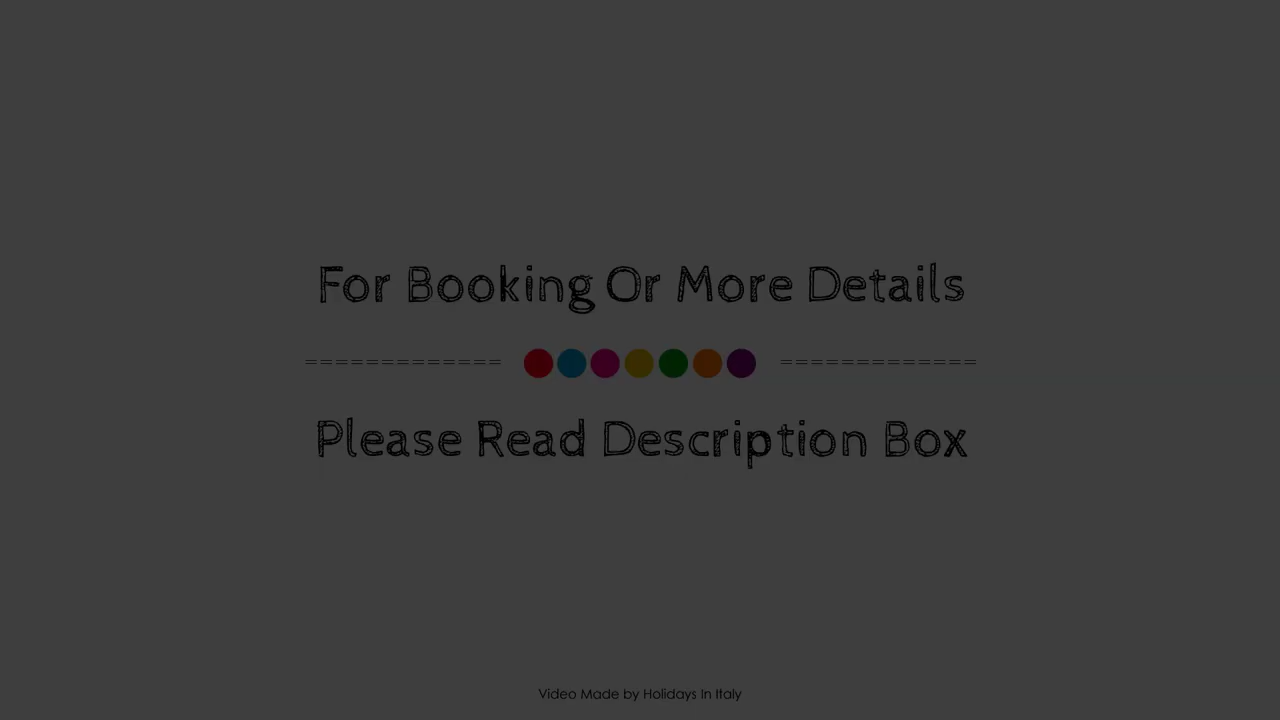 For Booking Or More Details
============= =============
Please Read Description Box
Video Made by Holidays In Italy